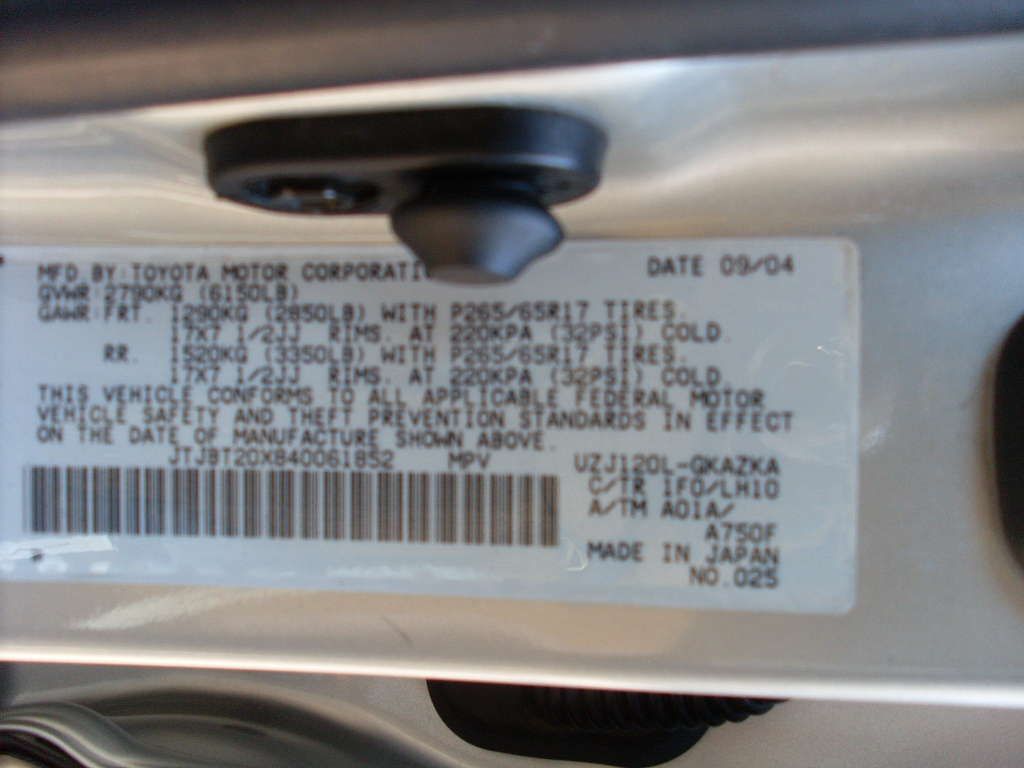 MFD. BY: TOYOTA MOTOR CORPORATI
DATE 09/04
GVWR: 2790KG (6150LB)
GAWR: FRT. 1290KG (2850LB) WITH P265/65R17 TIRES.
17X7 1/2JJ RIMS. AT 220KPA (32PSI) COLD.
RR. 1520KG (3350LB) WITH P265/65R17 TIRES.
17X7 1/2JJ RIMS. AT 220KPA (32PSI) COLD.
THIS VEHICLE CONFORMS TO ALL APPLICABLE FEDERAL MOTOR
VEHICLE SAFETY AND THEFT PREVENTION STANDARDS IN EFFECT
ON THE DATE OF MANUFACTURE SHOWN ABOVE.
JTJBT20X840061852 MPV
UZJ120L-GKAZKA
C/TR 1F0/LH10
A/TM A01A/
A750F
MADE IN JAPAN
NO.025